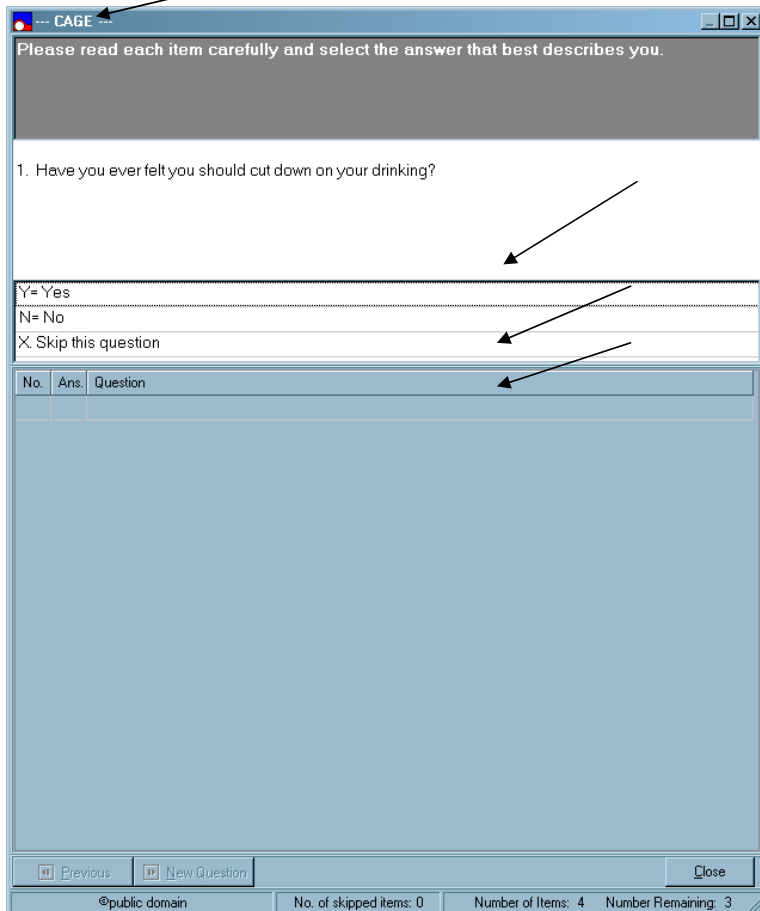 --- CAGE ---
Please read each item carefully and select the answer that best describes you.
1. Have you ever felt you should cut down on your drinking?
Y= Yes
N= No
X. Skip this question
No. Ans. Question
Previous New Question Close
©public domain No. of skipped items: 0 Number of Items: 4 Number Remaining: 3